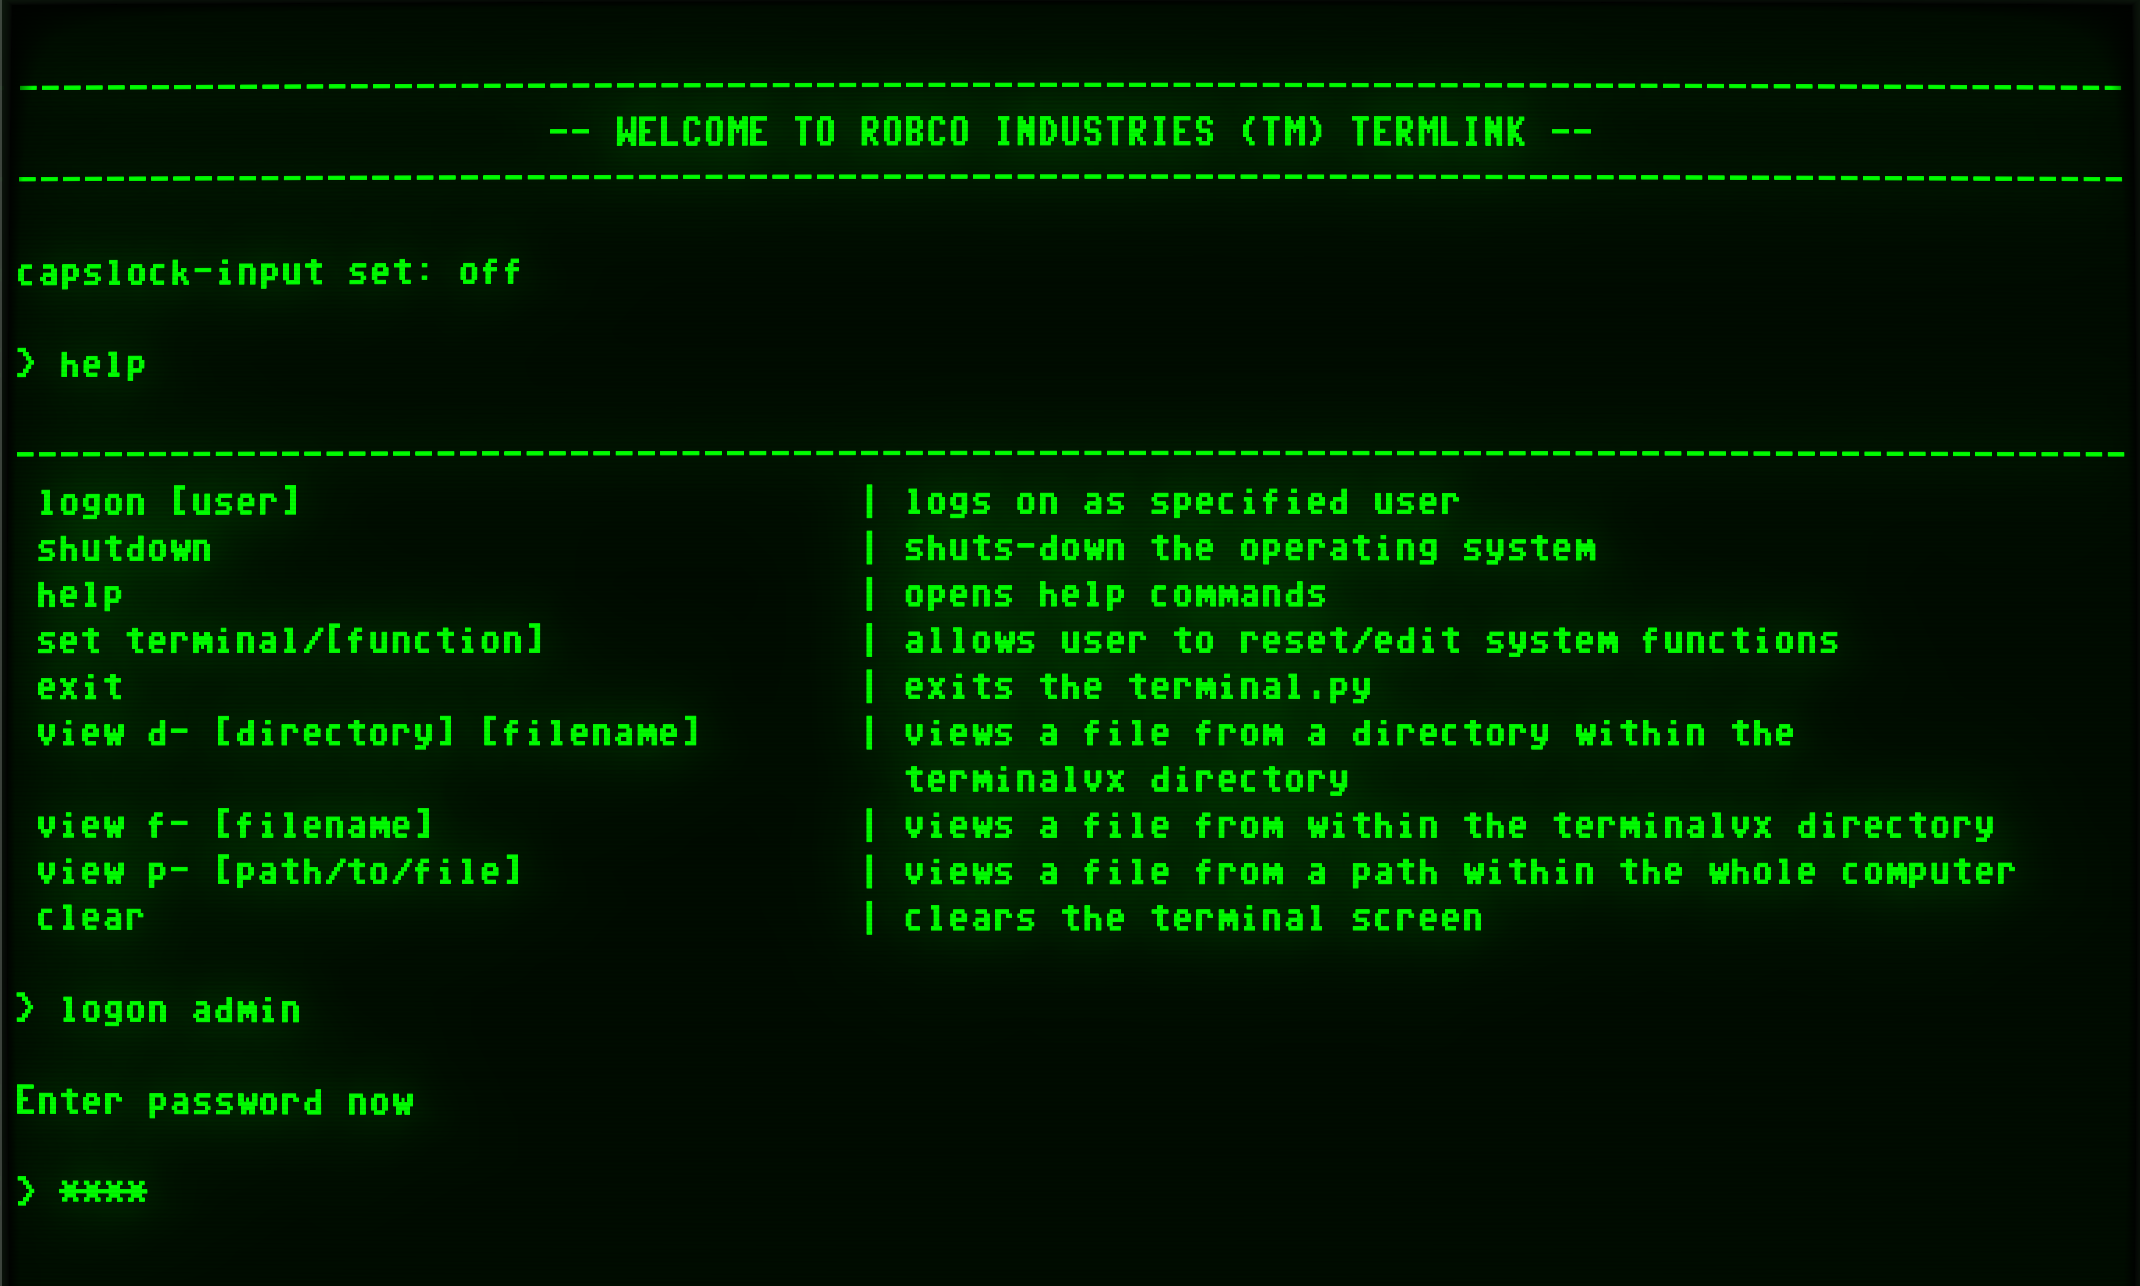 -- WELCOME TO ROBCO INDUSTRIES (TM) TERMLINK --
capslock-input set: off
> help
logon [user] | logs on as specified user
shutdown | shuts-down the operating system
help | opens help commands
set terminal/[function] | allows user to reset/edit system functions
exit | exits the terminal.py
view d- [directory] [filename] | views a file from a directory within the
terminalvx directory
view f- [filename] | views a file from within the terminalvx directory
view p- [path/to/file] | views a file from a path within the whole computer
clear | clears the terminal screen
> logon admin
Enter password now
> ****